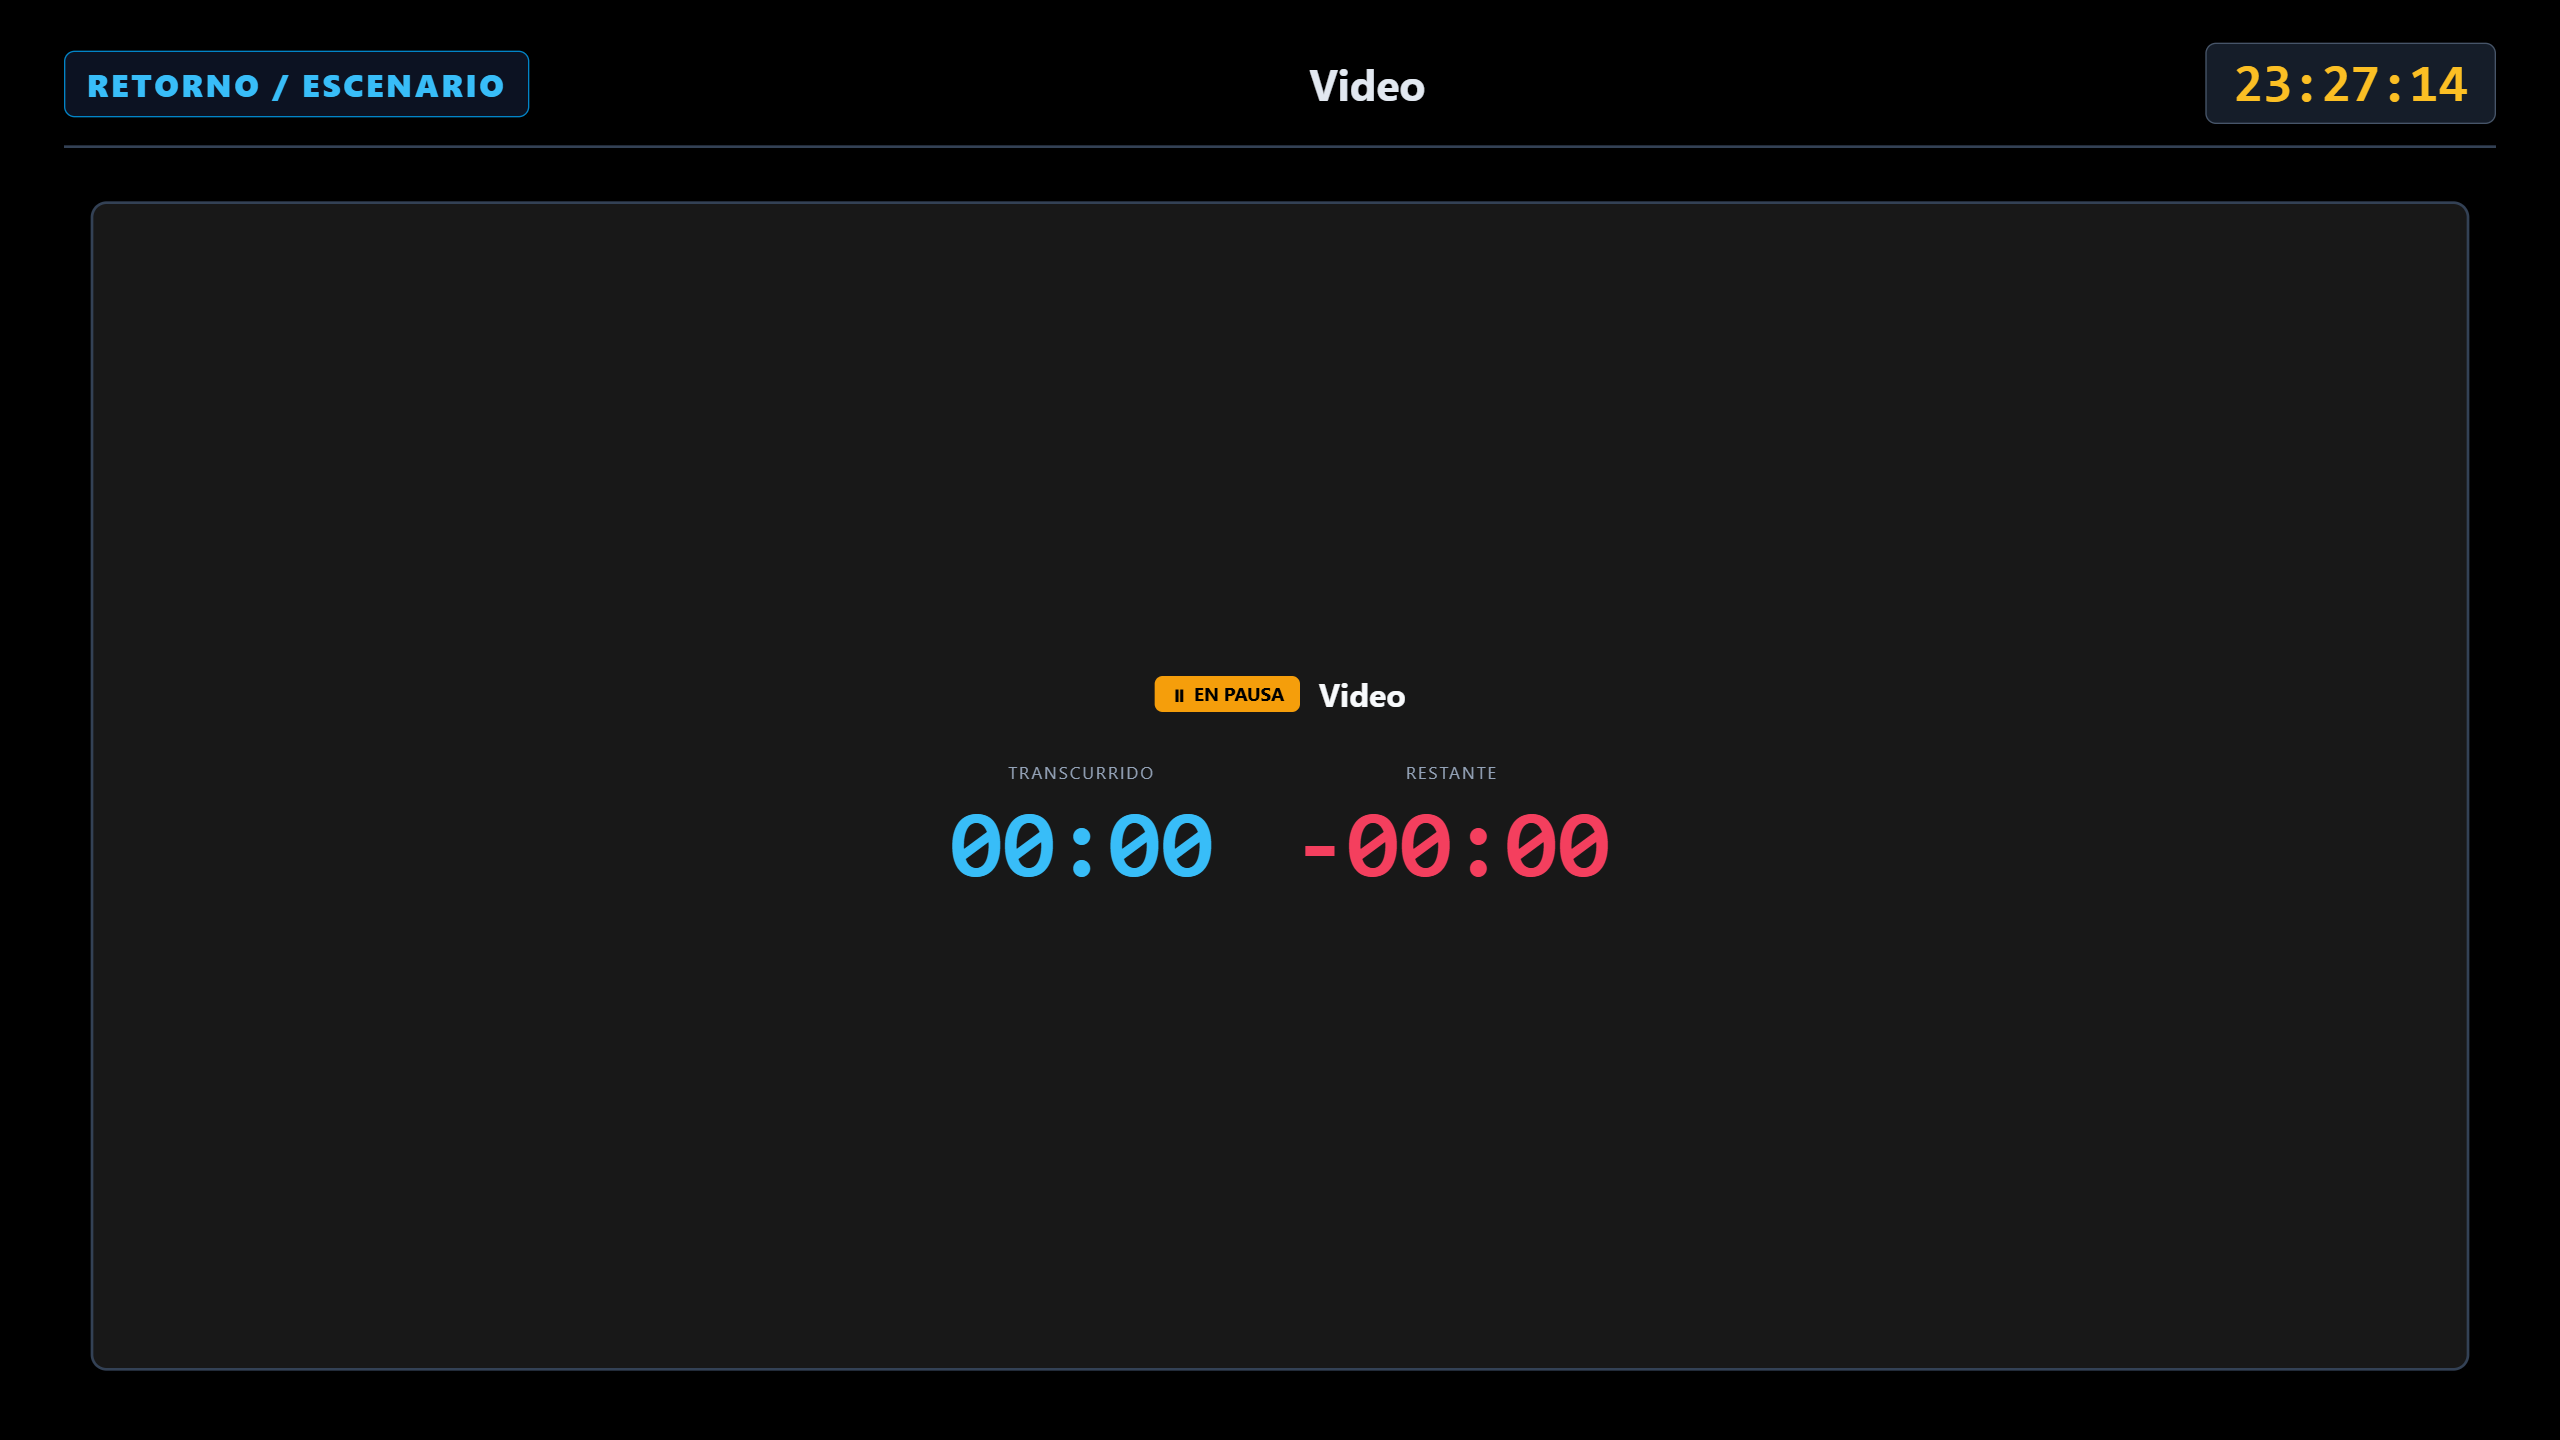 RETORNO / ESCENARIO
Video
23:27:14
⏸ EN PAUSA
Video
TRANSCURRIDO
RESTANTE
00:00
-00:00